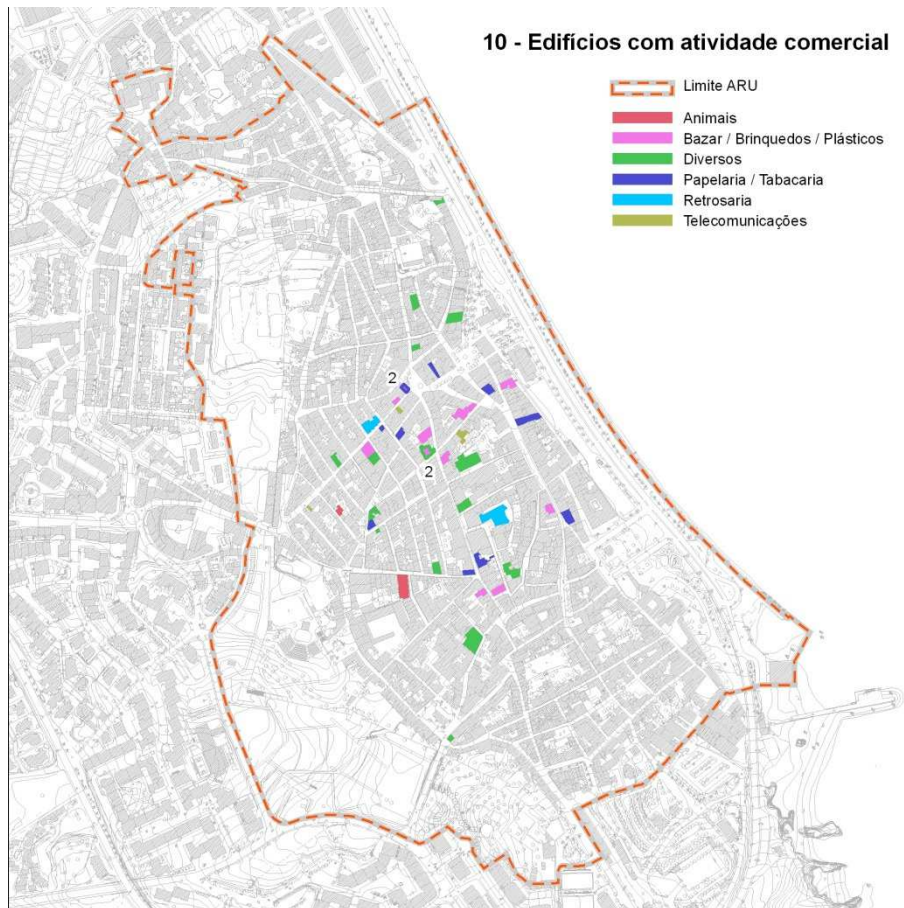 10 - Edifícios com atividade comercial
Limite ARU
Animais
Bazar / Brinquedos / Plásticos
Diversos
Papelaria / Tabacaria
Retrosaria
Telecomunicações
2
2